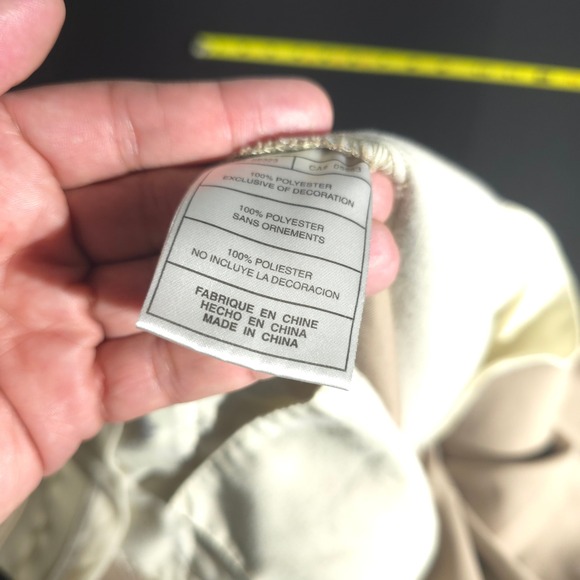 100% POLYESTER
EXCLUSIVE OF DECORATION
100% POLYESTER
SANS ORNEMENTS
100% POLIESTER
NO INCLUYE LA DECORACION
FABRIQUE EN CHINE
HECHO EN CHINA
MADE IN CHINA